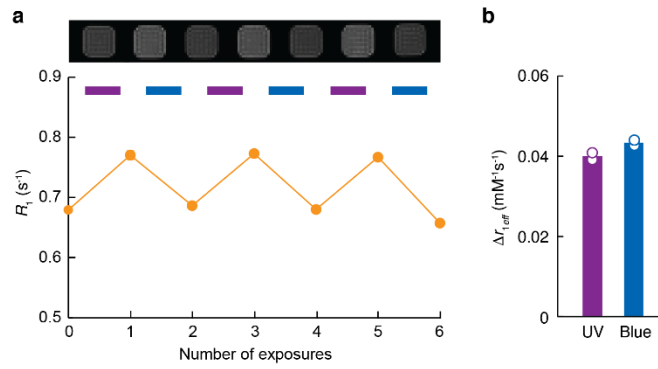 a
b
0.9
0.8
0.7
0.6
0.5
R1 (s-1)
0 1 2 3 4 5 6
Number of exposures
0.06
0.04
0.02
0
Δr1eff (mM-1s-1)
UV Blue